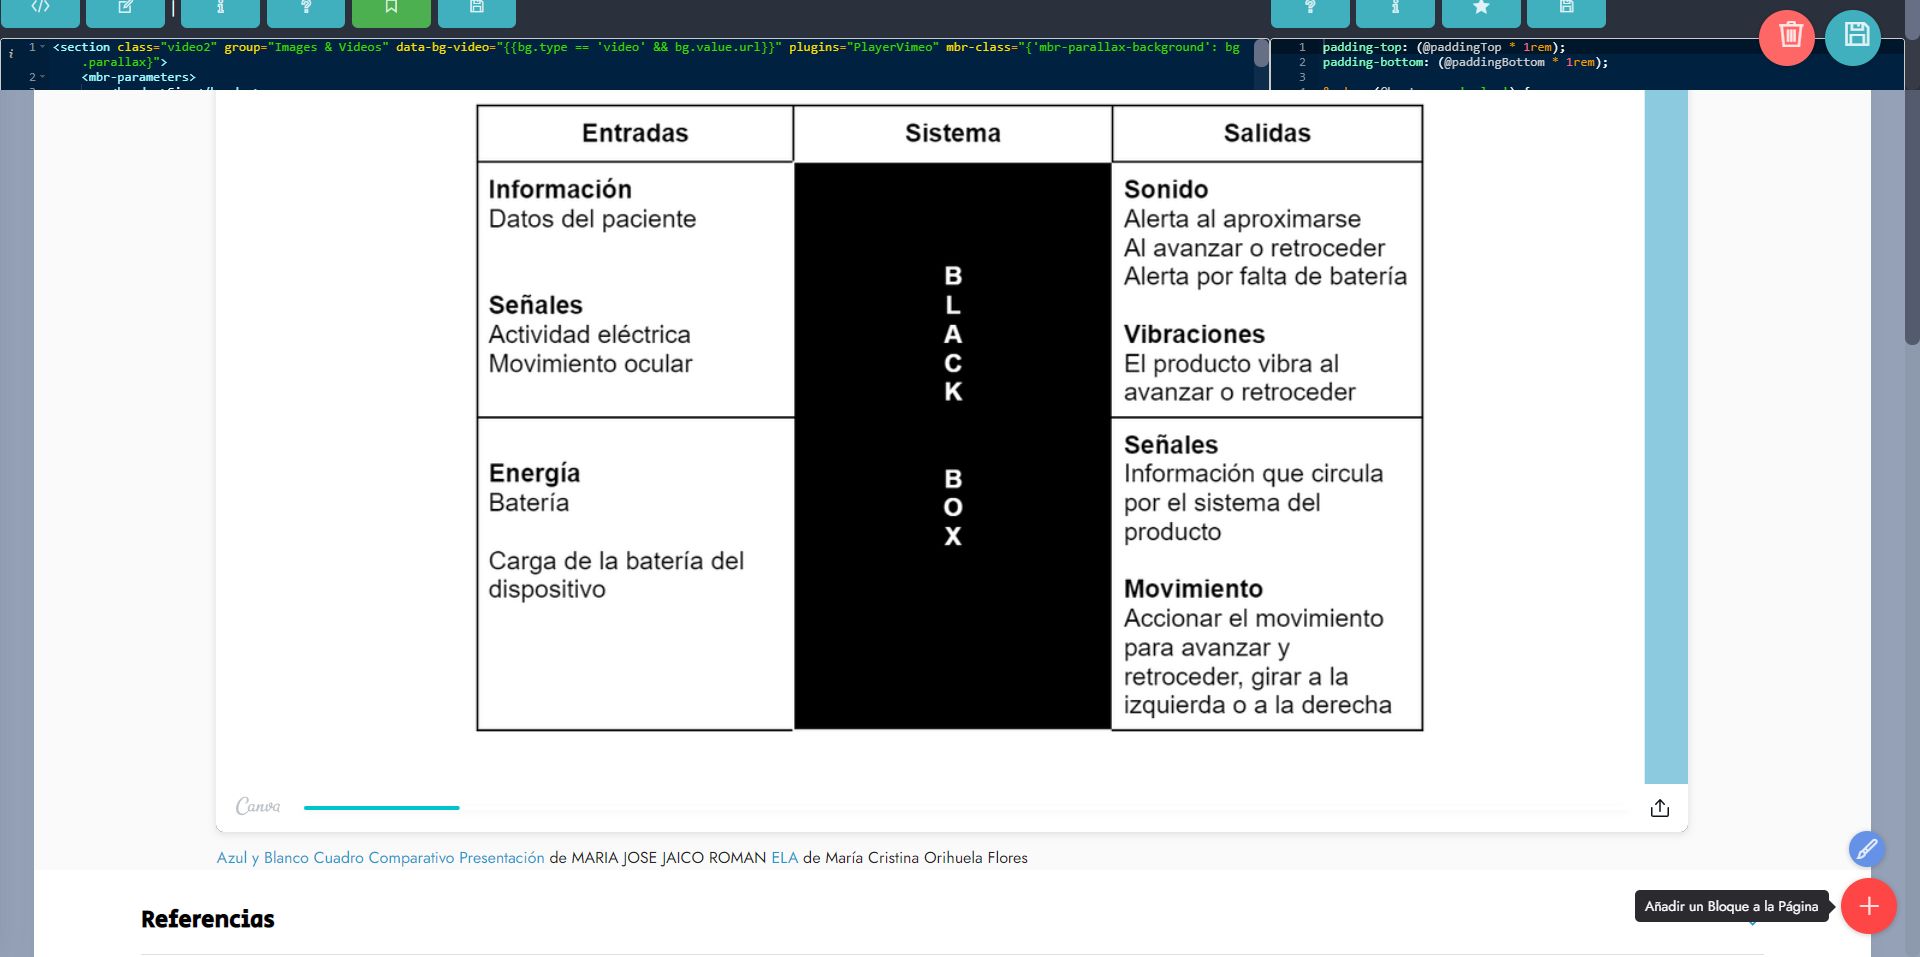 1 <section class="video2" group="Images & Videos" data-bg-video="{{bg.type == 'video' && bg.value.url}}" plugins="PlayerVimeo" mbr-class="{'mbr-parallax-background': bg
.parallax}">
2 <mbr-parameters>
1 padding-top: (@paddingTop * 1rem);
2 padding-bottom: (@paddingBottom * 1rem);
3
Entradas
Sistema
Salidas
Información
Datos del paciente
Señales
Actividad eléctrica
Movimiento ocular
Energía
Batería
Carga de la batería del
dispositivo
B
L
A
C
K
B
O
X
Sonido
Alerta al aproximarse
Al avanzar o retroceder
Alerta por falta de batería
Vibraciones
El producto vibra al
avanzar o retroceder
Señales
Información que circula
por el sistema del
producto
Movimiento
Accionar el movimiento
para avanzar y
retroceder, girar a la
izquierda o a la derecha
Canva
Azul y Blanco Cuadro Comparativo Presentación de MARIA JOSE JAICO ROMAN ELA de María Cristina Orihuela Flores
Añadir un Bloque a la Página
Referencias